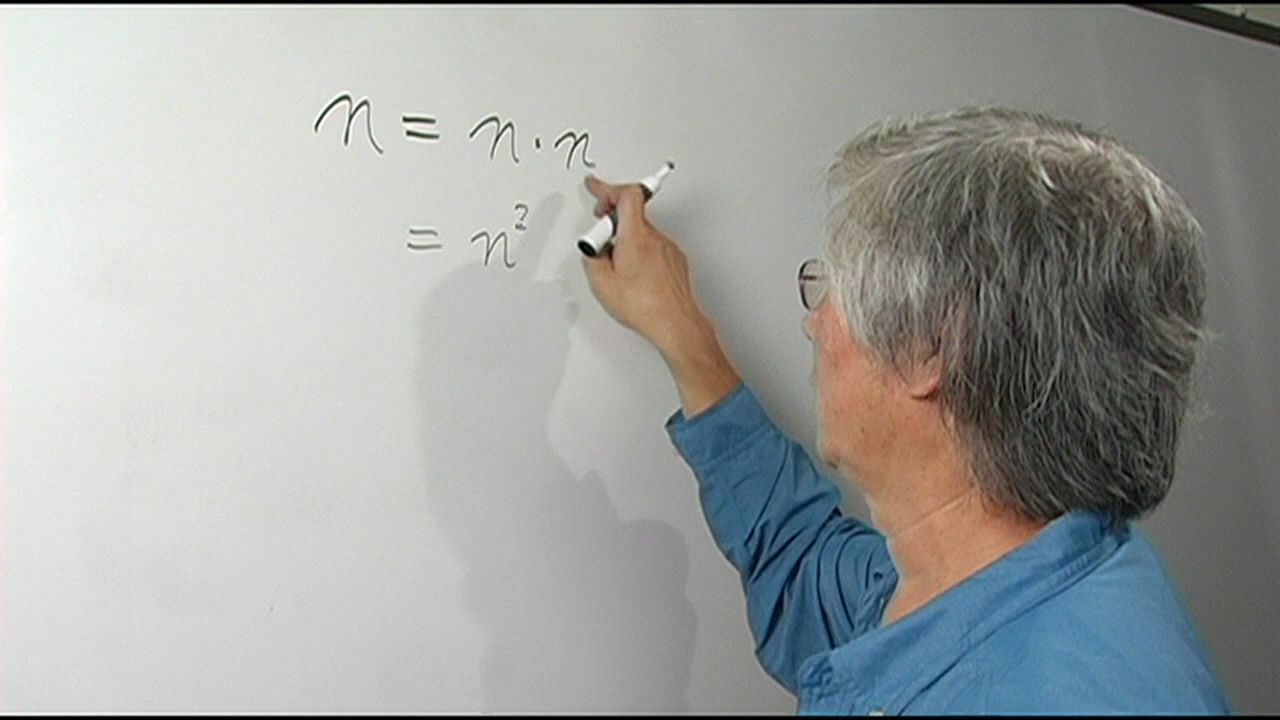 n = n · n
= n²